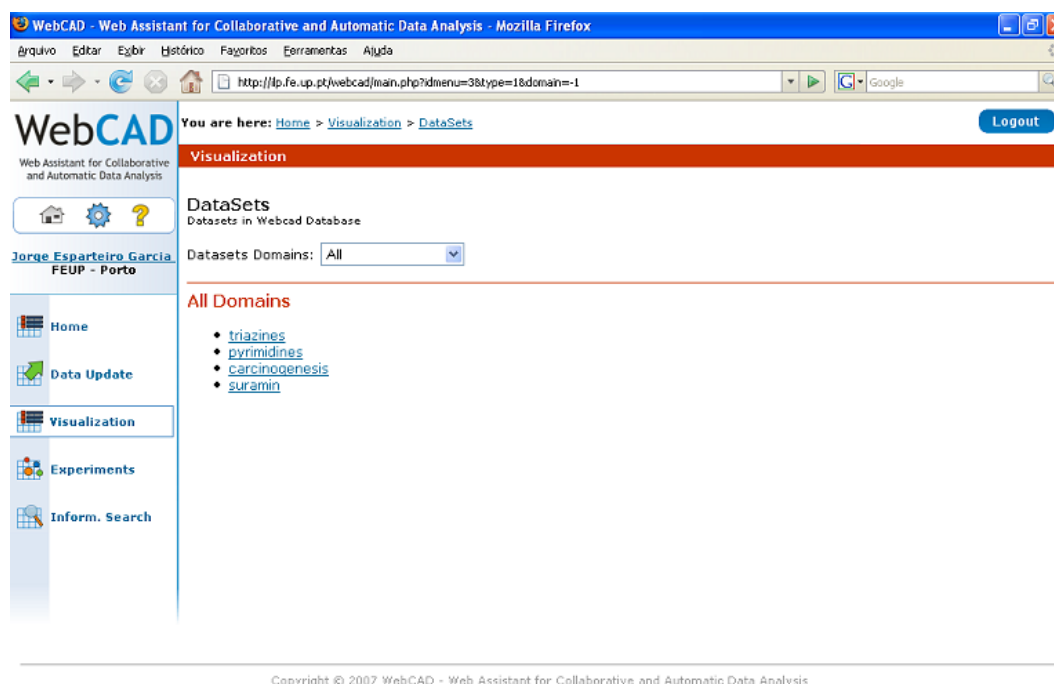 WebCAD - Web Assistant for Collaborative and Automatic Data Analysis - Mozilla Firefox
Arquivo Editar Exibir Histórico Favoritos Ferramentas Ajuda
http://lp.fe.up.pt/webcad/main.php?idmenu=3&type=1&domain=-1
G Google
WebCAD
Web Assistant for Collaborative
and Automatic Data Analysis
You are here: Home > Visualization > DataSets
Logout
Visualization
?
Jorge Esparteiro Garcia
FEUP - Porto
Home
Data Update
Visualization
Experiments
Inform. Search
DataSets
Datasets in Webcad Database
Datasets Domains: All
All Domains
• triazines
• pyrimidines
• carcinogenesis
• suramin
Copyright © 2007 WebCAD - Web Assistant for Collaborative and Automatic Data Analysis